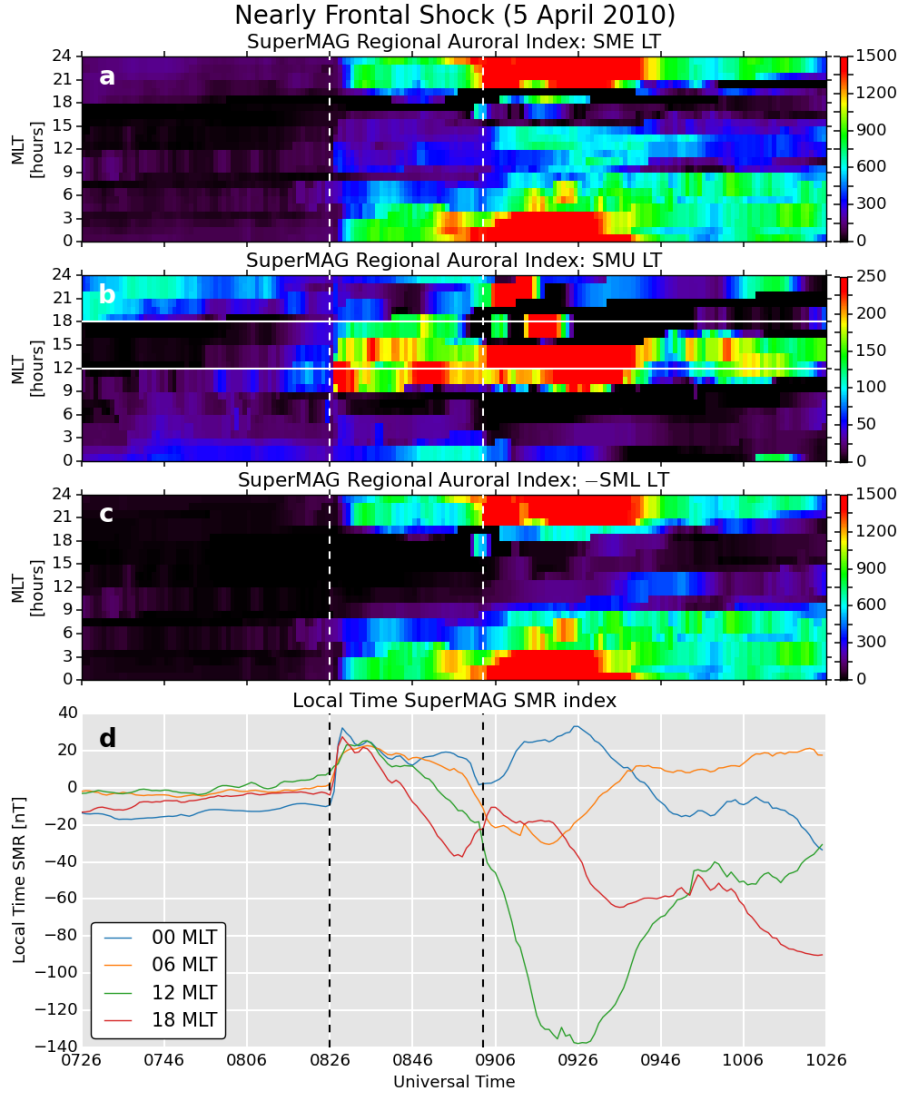 Nearly Frontal Shock (5 April 2010)
SuperMAG Regional Auroral Index: SME LT
a
24
21
18
15
12
9
6
3
0
MLT
[hours]
1500
1200
900
600
300
0
SuperMAG Regional Auroral Index: SMU LT
b
24
21
18
15
12
9
6
3
0
MLT
[hours]
250
200
150
100
50
0
SuperMAG Regional Auroral Index: −SML LT
c
24
21
18
15
12
9
6
3
0
MLT
[hours]
1500
1200
900
600
300
0
Local Time SuperMAG SMR index
d
40
20
0
−20
−40
−60
−80
−100
−120
−140
Local Time SMR [nT]
00 MLT
06 MLT
12 MLT
18 MLT
0726 0746 0806 0826 0846 0906 0926 0946 1006 1026
Universal Time